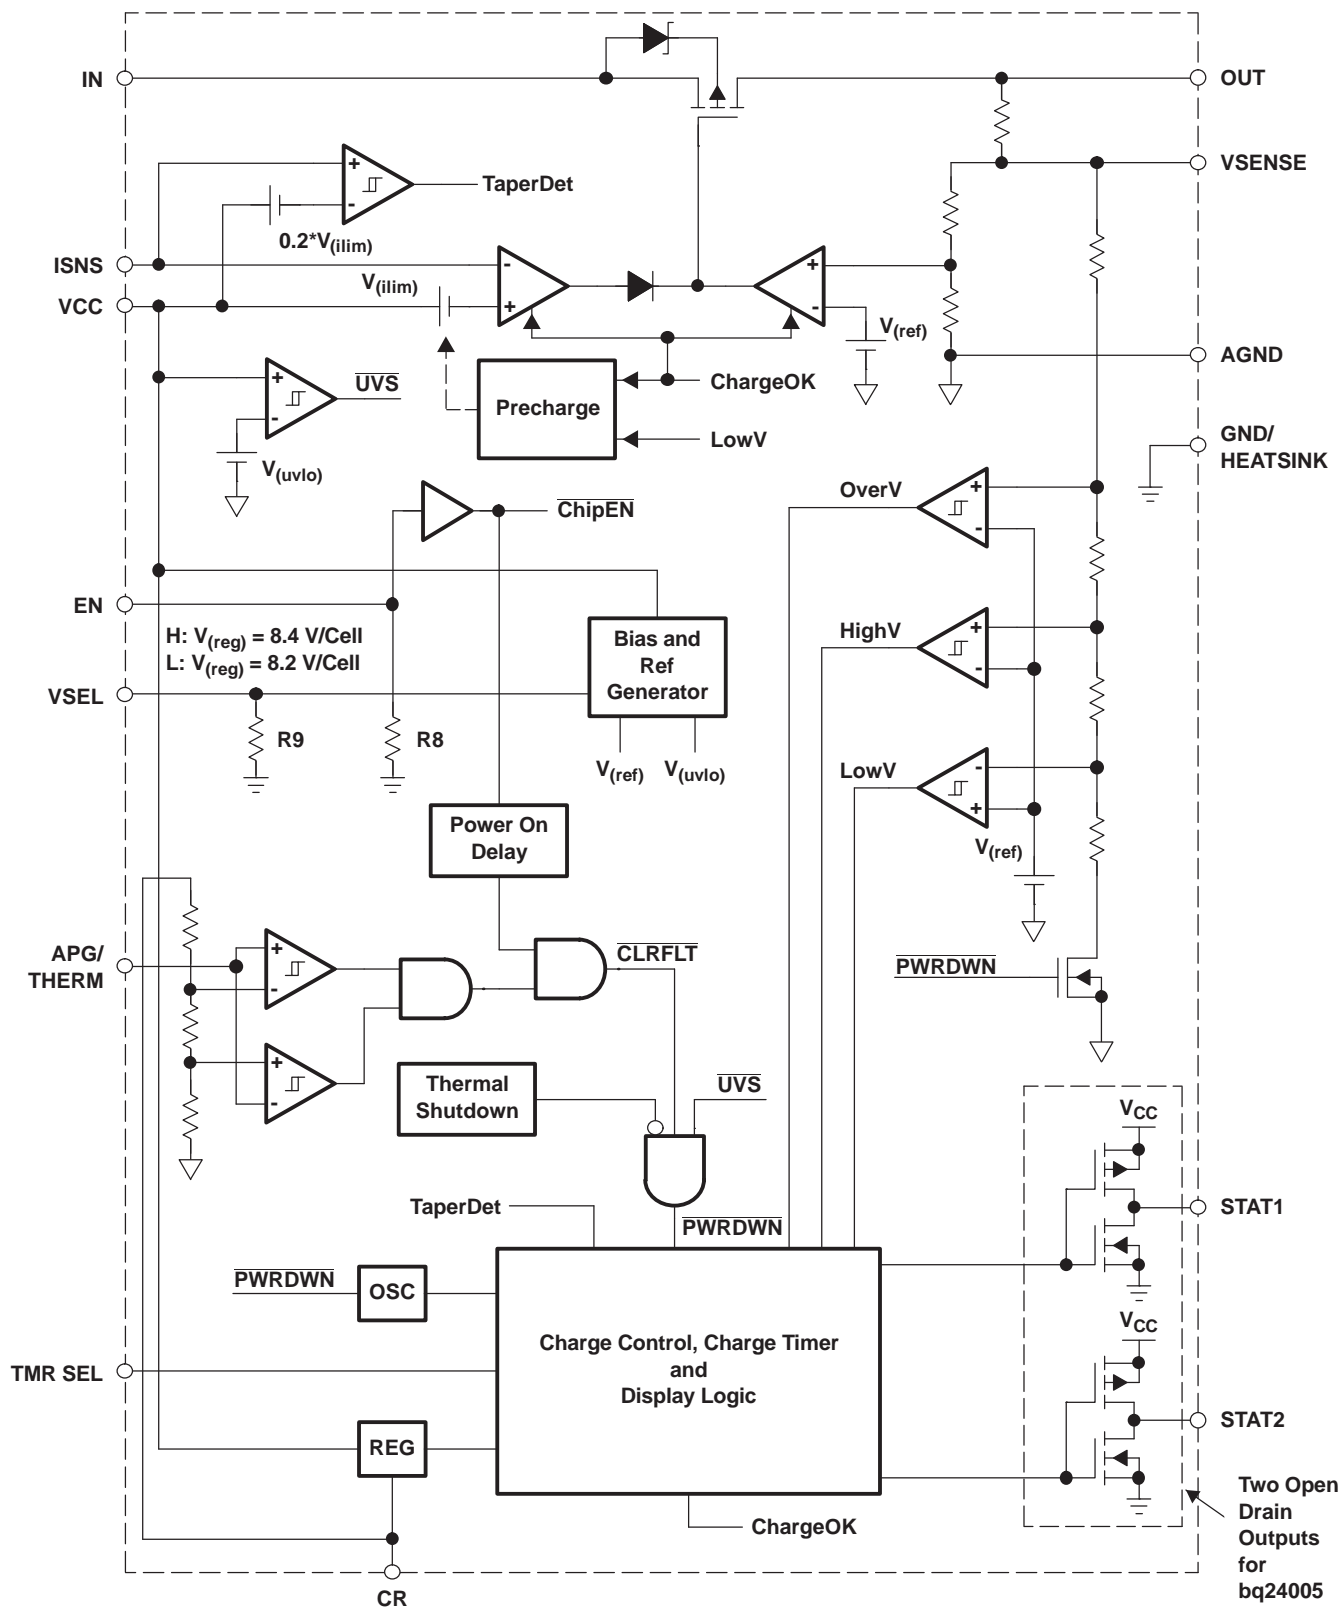 IN
OUT
+
-
TaperDet
0.2*V(ilim)
VSENSE
ISNS
VCC
V(ilim)
-
+
+
-
V(ref)
AGND
+
-
UVS
V(uvlo)
Precharge
ChargeOK
LowV
GND/
HEATSINK
ChipEN
OverV
+
-
EN
H: V(reg) = 8.4 V/Cell
L: V(reg) = 8.2 V/Cell
VSEL
R9
R8
Bias and
Ref
Generator
V(ref)
V(uvlo)
HighV
+
-
LowV
-
+
V(ref)
Power On
Delay
APG/
THERM
+
-
+
-
CLRFLT
PWRDWN
Thermal
Shutdown
UVS
VCC
STAT1
TaperDet
PWRDWN
PWRDWN
OSC
Charge Control, Charge Timer
and
Display Logic
TMR SEL
REG
VCC
STAT2
ChargeOK
CR
Two Open
Drain
Outputs
for
bq24005